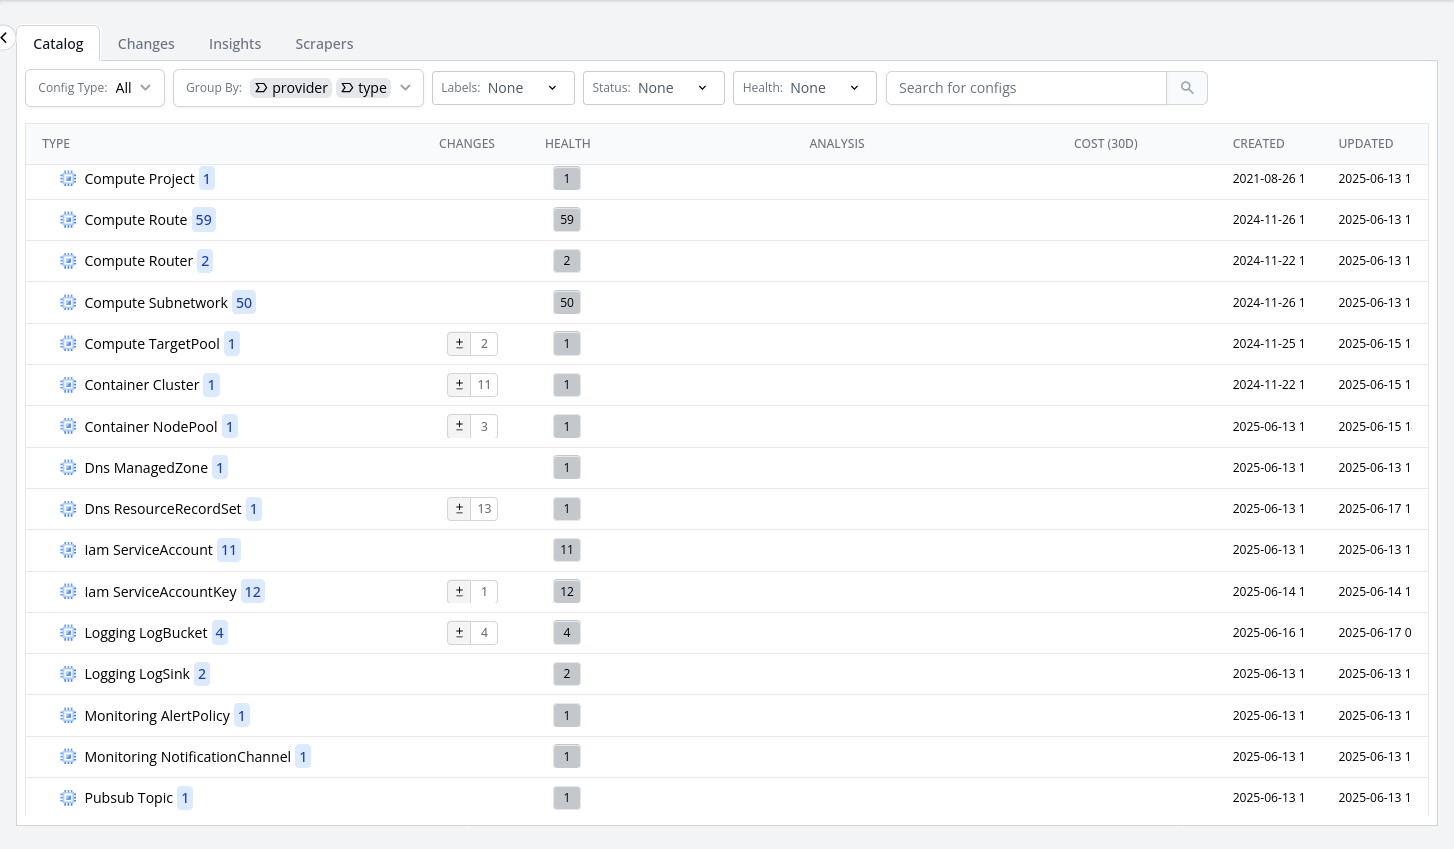 Catalog Changes Insights Scrapers
Config Type: All Group By: provider type Labels: None Status: None Health: None Search for configs
TYPE CHANGES HEALTH ANALYSIS COST (30D) CREATED UPDATED
Compute Project 1 1 2021-08-26 1 2025-06-13 1
Compute Route 59 59 2024-11-26 1 2025-06-13 1
Compute Router 2 2 2024-11-22 1 2025-06-13 1
Compute Subnetwork 50 50 2024-11-26 1 2025-06-13 1
Compute TargetPool 1 ± 2 1 2024-11-25 1 2025-06-15 1
Container Cluster 1 ± 11 1 2024-11-22 1 2025-06-15 1
Container NodePool 1 ± 3 1 2025-06-13 1 2025-06-15 1
Dns ManagedZone 1 1 2025-06-13 1 2025-06-13 1
Dns ResourceRecordSet 1 ± 13 1 2025-06-13 1 2025-06-17 1
Iam ServiceAccount 11 11 2025-06-13 1 2025-06-13 1
Iam ServiceAccountKey 12 ± 1 12 2025-06-14 1 2025-06-14 1
Logging LogBucket 4 ± 4 4 2025-06-16 1 2025-06-17 0
Logging LogSink 2 2 2025-06-13 1 2025-06-13 1
Monitoring AlertPolicy 1 1 2025-06-13 1 2025-06-13 1
Monitoring NotificationChannel 1 1 2025-06-13 1 2025-06-13 1
Pubsub Topic 1 1 2025-06-13 1 2025-06-13 1